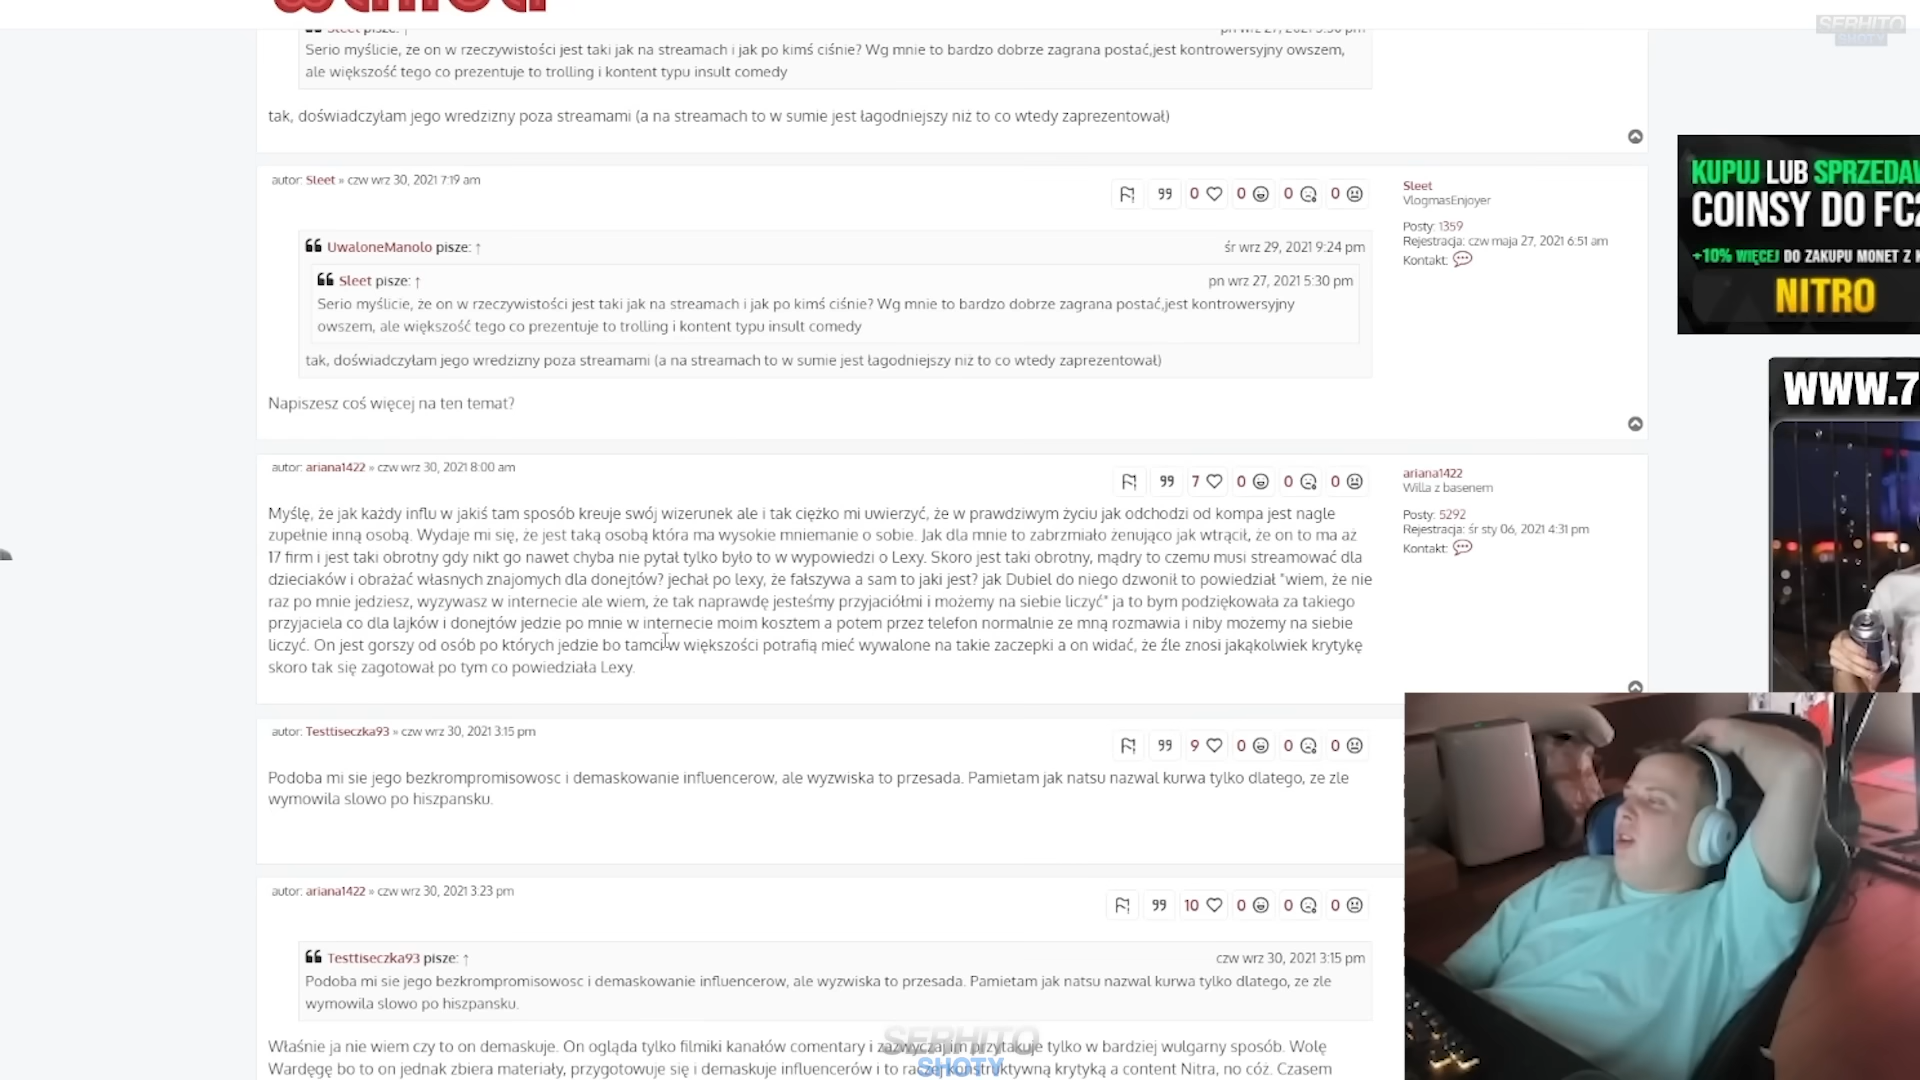 SERHITO
SHOTY
Sleet pisze: ↑ pn wrz 27, 2021 5:30 pm
Serio myślicie, że on w rzeczywistości jest taki jak na streamach i jak po kimś ciśnie? Wg mnie to bardzo dobrze zagrana postać,jest kontrowersyjny owszem,
ale większość tego co prezentuje to trolling i kontent typu insult comedy
tak, doświadczyłam jego wredzizny poza streamami (a na streamach to w sumie jest łagodniejszy niż to co wtedy zaprezentował)
autor: Sleet » czw wrz 30, 2021 7:19 am
0 0 0 0
Sleet
VlogmasEnjoyer
Posty: 1359
Rejestracja: czw maja 27, 2021 6:51 am
Kontakt:
UwaloneManolo pisze: ↑ śr wrz 29, 2021 9:24 pm
Sleet pisze: ↑ pn wrz 27, 2021 5:30 pm
Serio myślicie, że on w rzeczywistości jest taki jak na streamach i jak po kimś ciśnie? Wg mnie to bardzo dobrze zagrana postać,jest kontrowersyjny
owszem, ale większość tego co prezentuje to trolling i kontent typu insult comedy
tak, doświadczyłam jego wredzizny poza streamami (a na streamach to w sumie jest łagodniejszy niż to co wtedy zaprezentował)
Napiszesz coś więcej na ten temat?
KUPUJ LUB
COINSY DO
+10% WIĘCEJ DO ZAKUPU MONET Z
NITRO
WWW.7
autor: ariana1422 » czw wrz 30, 2021 8:00 am
7 0 0 0
ariana1422
Willa z basenem
Posty: 5292
Rejestracja: śr sty 06, 2021 4:31 pm
Kontakt:
Myślę, że jak każdy influ w jakiś tam sposób kreuje swój wizerunek ale i tak ciężko mi uwierzyć, że w prawdziwym życiu jak odchodzi od kompa jest nagle
zupełnie inną osobą. Wydaje mi się, że jest taką osobą która ma wysokie mniemanie o sobie. Jak dla mnie to zabrzmiało żenująco jak wtrącił, że on to ma aż
17 firm i jest taki obrotny gdy nikt go nawet chyba nie pytał tylko było to w wypowiedzi o Lexy. Skoro jest taki obrotny, mądry to czemu musi streamować dla
dzieciaków i obrażać własnych znajomych dla donejtów? jechał po lexy, że fałszywa a sam to jaki jest? jak Dubiel do niego dzwonił to powiedział "wiem, że nie
raz po mnie jedziesz, wyzywasz w internecie ale wiem, że tak naprawdę jesteśmy przyjaciółmi i możemy na siebie liczyć" ja to bym podziękowała za takiego
przyjaciela co dla lajków i donejtów jedzie po mnie w internecie moim kosztem a potem przez telefon normalnie ze mną rozmawia i niby możemy na siebie
liczyć. On jest gorszy od osób po których jedzie bo tamci w większości potrafią mieć wywalone na takie zaczepki a on widać, że źle znosi jakąkolwiek krytykę
skoro tak się zagotował po tym co powiedziała Lexy.
autor: Testtiseczka93 » czw wrz 30, 2021 3:15 pm
9 0 0 0
Podoba mi sie jego bezkrompromisowosc i demaskowanie influencerow, ale wyzwiska to przesada. Pamietam jak natsu nazwal kurwa tylko dlatego, ze zle
wymowila slowo po hiszpansku.
autor: ariana1422 » czw wrz 30, 2021 3:23 pm
10 0 0 0
Testtiseczka93 pisze: ↑ czw wrz 30, 2021 3:15 pm
Podoba mi sie jego bezkrompromisowosc i demaskowanie influencerow, ale wyzwiska to przesada. Pamietam jak natsu nazwal kurwa tylko dlatego, ze zle
wymowila slowo po hiszpansku.
Właśnie ja nie wiem czy to on demaskuje. On ogląda tylko filmiki kanałów comentary i zazwyczaj im przytakuje tylko w bardziej wulgarny sposób. Wolę
Wardęgę bo to on jednak zbiera materiały, przygotowuje się i demaskuje influencerów i to raczej konstruktywną krytyką a content Nitra, no cóż. Czasem
SERHITO
SHOTY